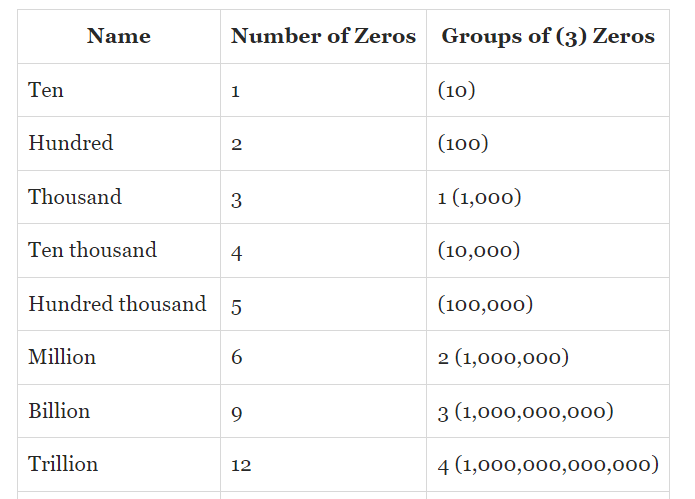 Name Number of Zeros Groups of (3) Zeros
Ten 1 (10)
Hundred 2 (100)
Thousand 3 1 (1,000)
Ten thousand 4 (10,000)
Hundred thousand 5 (100,000)
Million 6 2 (1,000,000)
Billion 9 3 (1,000,000,000)
Trillion 12 4 (1,000,000,000,000)